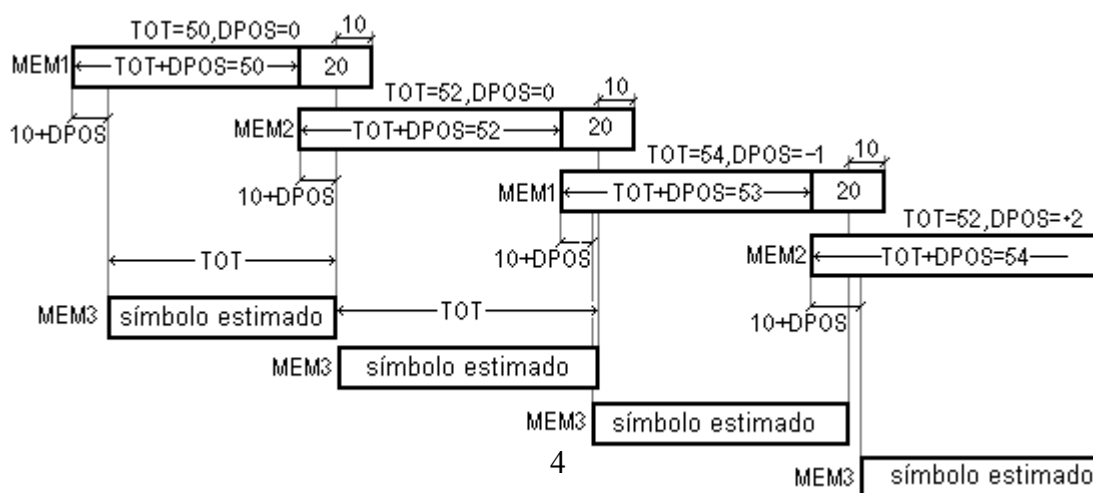 TOT=50,DPOS=0
10
MEM1
TOT+DPOS=50
20
10+DPOS
TOT=52,DPOS=0
10
MEM2
TOT+DPOS=52
20
10+DPOS
TOT=54,DPOS=-1
10
MEM1
TOT+DPOS=53
20
10+DPOS
TOT=52,DPOS=+2
MEM2
TOT+DPOS=54
10+DPOS
TOT
MEM3
símbolo estimado
TOT
MEM3
símbolo estimado
MEM3
símbolo estimado
4
MEM3
símbolo estimado